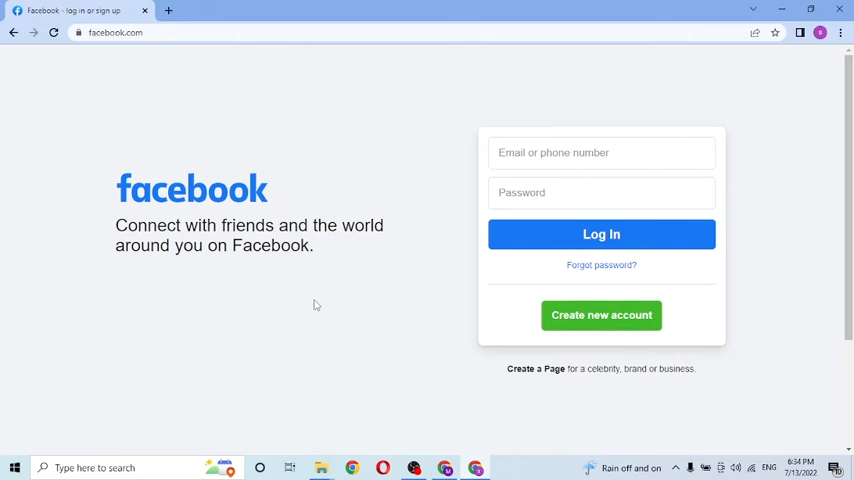 Facebook - log in or sign up
facebook.com
facebook
Connect with friends and the world
around you on Facebook.
Email or phone number
Password
Log In
Forgot password?
Create new account
Create a Page for a celebrity, brand or business.
Type here to search
Rain off and on
ENG
6:34 PM
7/13/2022